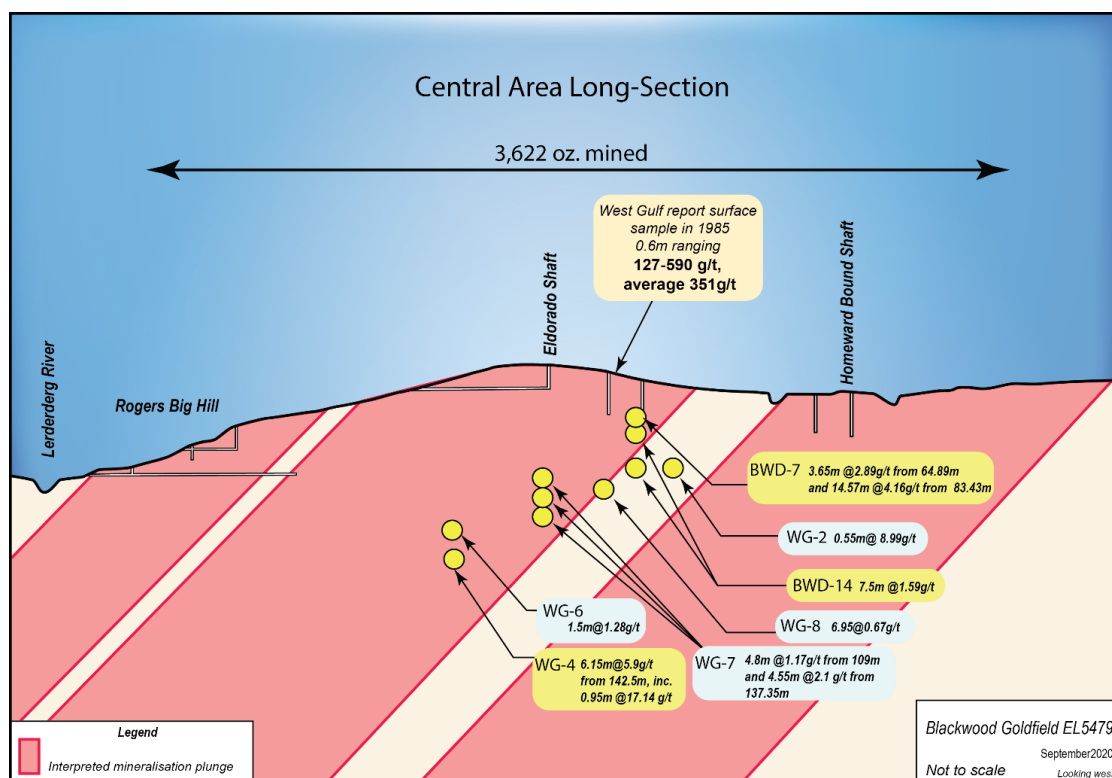 Central Area Long-Section
3,622 oz. mined
West Gulf report surface
sample in 1985
0.6m ranging
127-590 g/t,
average 351g/t
Lerderderg River
Rogers Big Hill
Eldorado Shaft
Homeward Bound Shaft
BWD-7 3.65m @2.89g/t from 64.89m
and 14.57m @4.16g/t from 83.43m
WG-2 0.55m@ 8.99g/t
BWD-14 7.5m @1.59g/t
WG-8 6.95@0.67g/t
WG-6
1.5m@1.28g/t
WG-4 6.15m@5.9g/t
from 142.5m, inc.
0.95m @17.14 g/t
WG-7 4.8m @1.17g/t from 109m
and 4.55m @2.1 g/t from
137.35m
Legend
Interpreted mineralisation plunge
Blackwood Goldfield EL5479
September2020
Not to scale Looking west